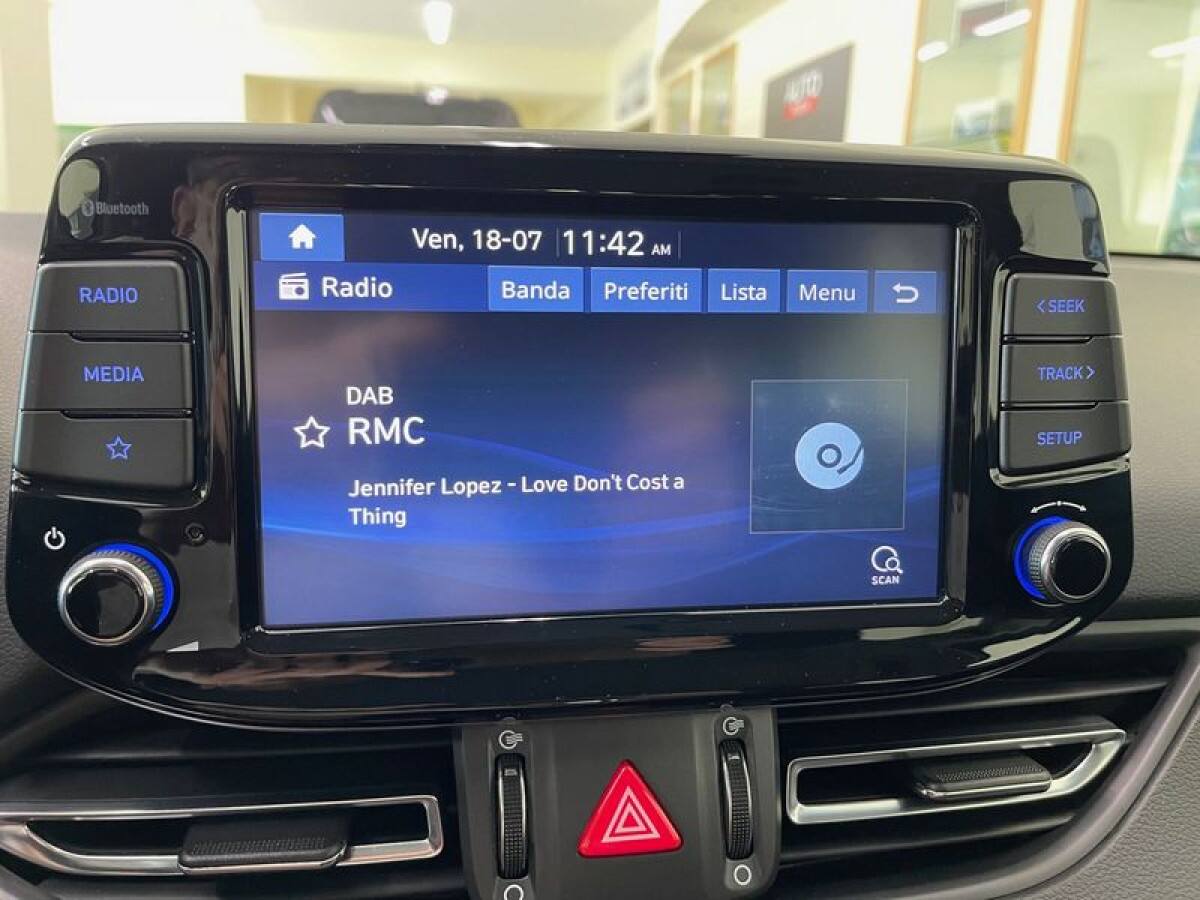 AUTO
Bluetooth
Ven, 18-07 11:42 AM
Radio Banda Preferiti Lista Menu
RADIO
MEDIA
< SEEK
TRACK >
SETUP
DAB
RMC
Jennifer Lopez - Love Don't Cost a
Thing
SCAN